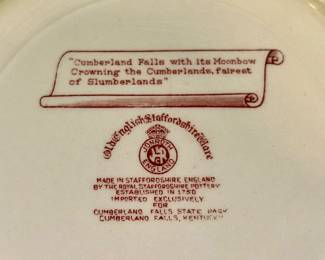 "Cumberland Falls with its Moonbow
Crowning the Cumberlands, fairest
of Slumberlands"
Old English Staffordshire Ware
JONROTH
ENGLAND
MADE IN STAFFORDSHIRE ENGLAND
BY THE ROYAL STAFFORDSHIRE POTTERY
ESTABLISHED IN 1750
IMPORTED EXCLUSIVELY
FOR
CUMBERLAND FALLS STATE PARK
CUMBERLAND FALLS, KENTUCKY